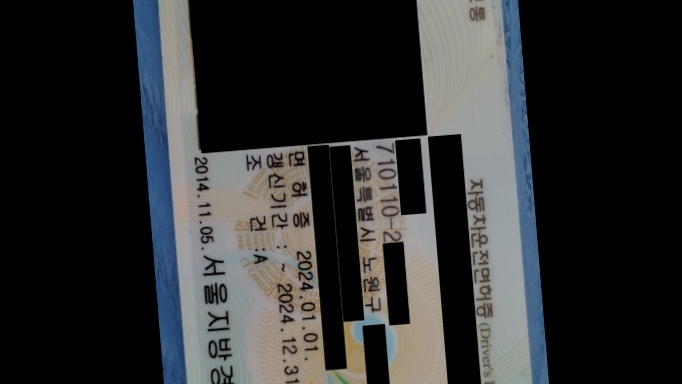 자동차운전면허증 (Driver's
710110-2
서울특별시 노원구
면 허 증 2024.01.01.
갱신기간 : ~ 2024.12.31
조 건 : A
2014.11.05. 서울지방경